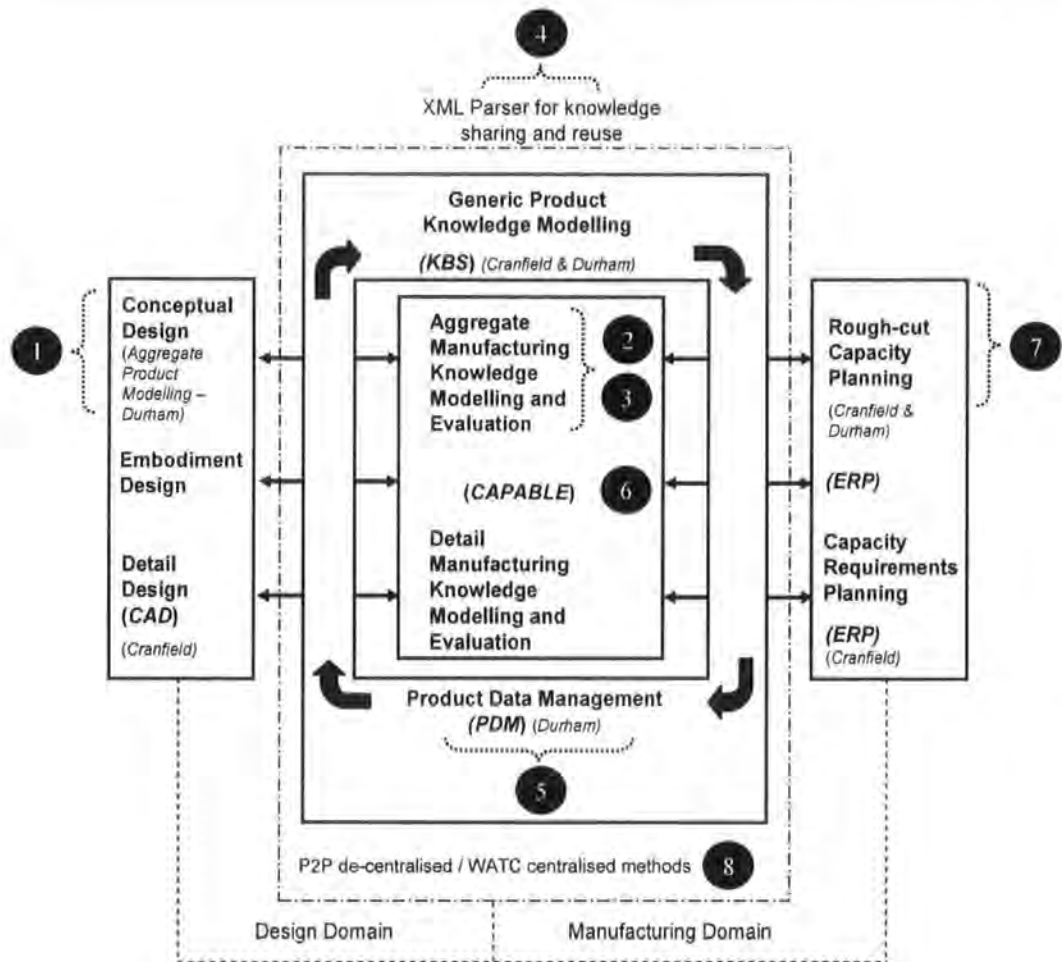 4
XML Parser for knowledge
sharing and reuse
Generic Product
Knowledge Modelling
(KBS) (Cranfield & Durham)
1
Conceptual
Design
(Aggregate
Product
Modelling –
Durham)
Embodiment
Design
Detail
Design
(CAD)
(Cranfield)
Aggregate
Manufacturing
Knowledge
Modelling and
Evaluation
2
3
(CAPABLE)
6
Detail
Manufacturing
Knowledge
Modelling and
Evaluation
Rough-cut
Capacity
Planning
(Cranfield &
Durham)
7
(ERP)
Capacity
Requirements
Planning
(ERP)
(Cranfield)
Product Data Management
(PDM) (Durham)
5
P2P de-centralised / WATC centralised methods
8
Design Domain
Manufacturing Domain